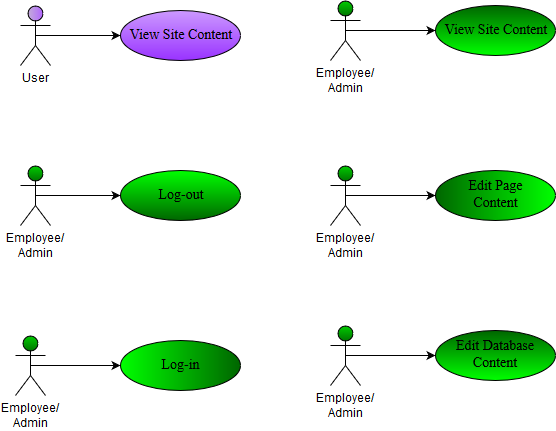 View Site Content
User
View Site Content
Employee/
Admin
Log-out
Employee/
Admin
Edit Page
Content
Employee/
Admin
Log-in
Employee/
Admin
Edit Database
Content
Employee/
Admin